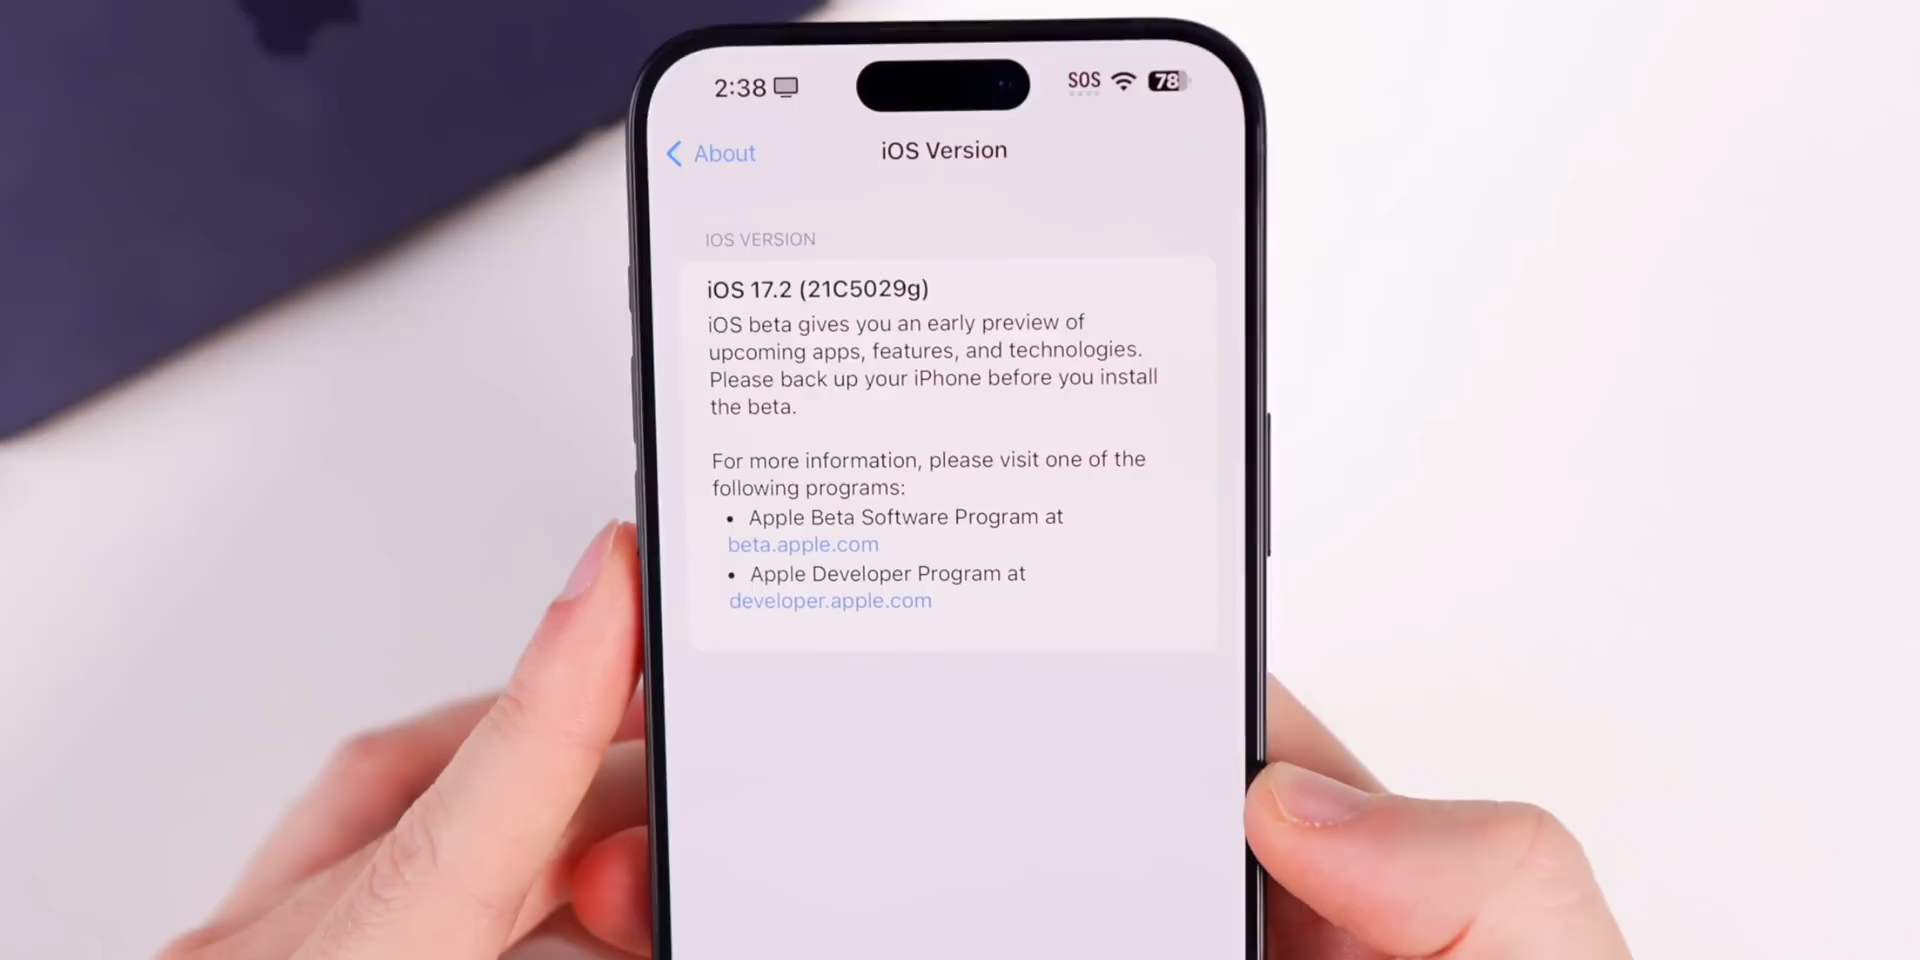 2:38
SOS
78
About
iOS Version
IOS VERSION
iOS 17.2 (21C5029g)
iOS beta gives you an early preview of
upcoming apps, features, and technologies.
Please back up your iPhone before you install
the beta.
For more information, please visit one of the
following programs:
• Apple Beta Software Program at
beta.apple.com
• Apple Developer Program at
developer.apple.com